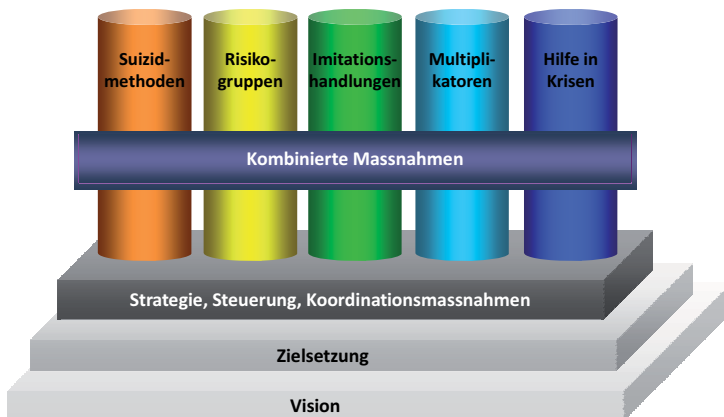 Suizid-
methoden
Risiko-
gruppen
Imitations-
handlungen
Multipli-
katoren
Hilfe in
Krisen
Kombinierte Massnahmen
Strategie, Steuerung, Koordinationsmassnahmen
Zielsetzung
Vision